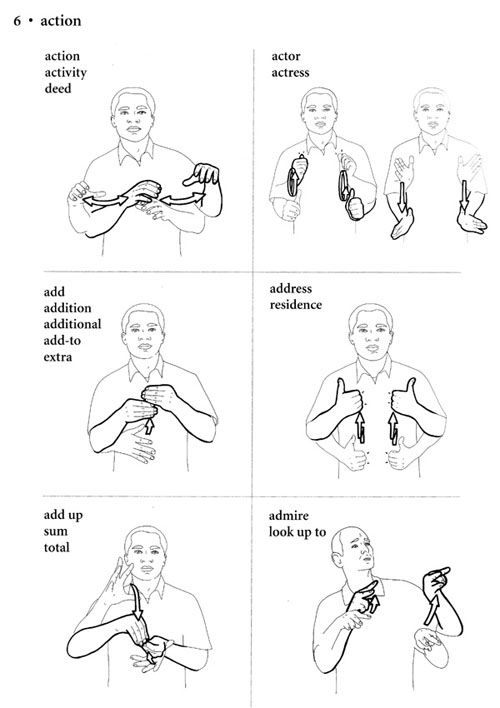 6 • action
action
activity
deed
actor
actress
add
addition
additional
add-to
extra
address
residence
add up
sum
total
admire
look up to